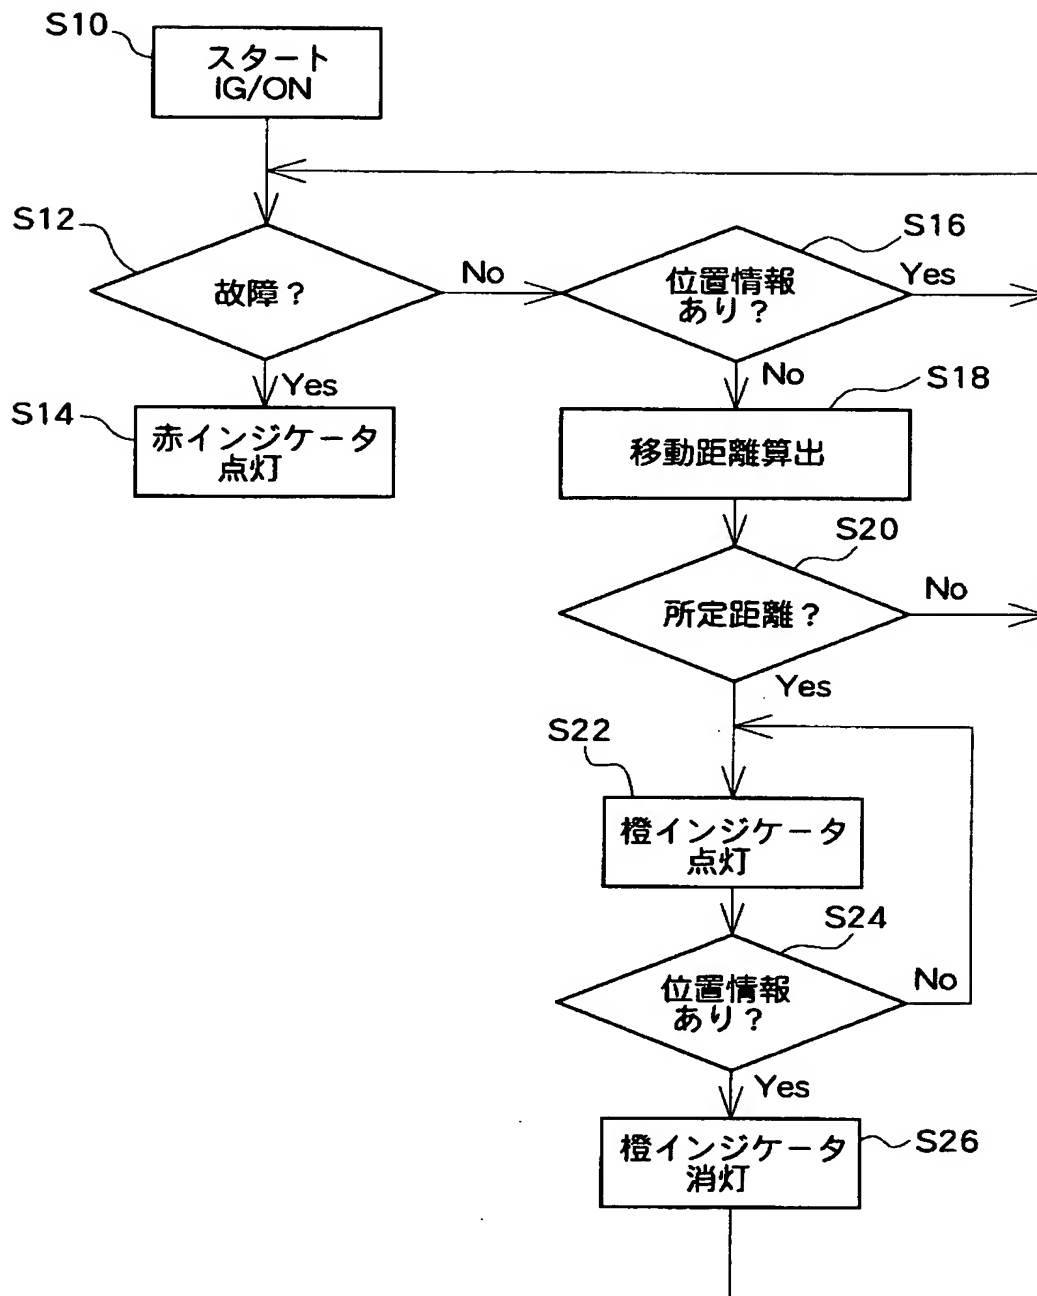 S10
スタート
IG/ON
S12
故障?
No
S16
位置情報
あり?
Yes
Yes
No
S14
赤インジケータ
点灯
S18
移動距離算出
S20
所定距離?
No
Yes
S22
橙インジケータ
点灯
S24
位置情報
あり?
No
Yes
橙インジケータ
消灯
S26